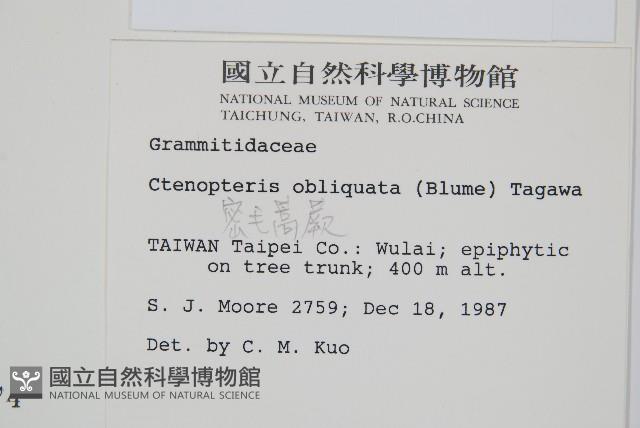 國立自然科學博物館
NATIONAL MUSEUM OF NATURAL SCIENCE
TAICHUNG, TAIWAN, R.O.CHINA
Grammitidaceae
Ctenopteris obliquata (Blume) Tagawa
密毛蒿蕨
TAIWAN Taipei Co.: Wulai; epiphytic
on tree trunk; 400 m alt.
S. J. Moore 2759; Dec 18, 1987
Det. by C. M. Kuo
國立自然科學博物館
NATIONAL MUSEUM OF NATURAL SCIENCE